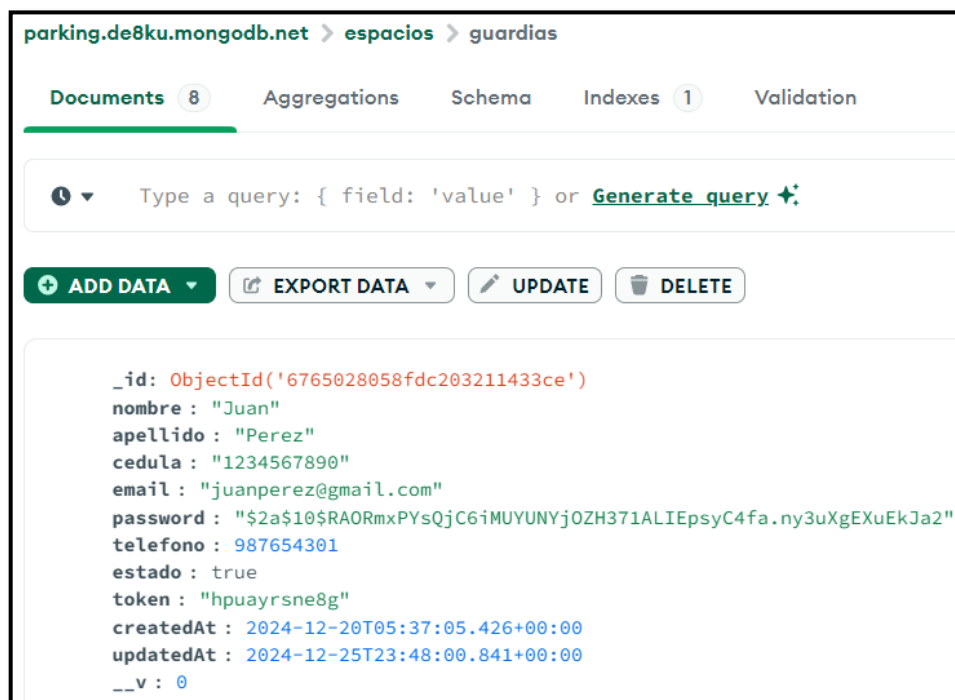 parking.de8ku.mongodb.net > espacios > guardias
Documents 8 Aggregations Schema Indexes 1 Validation
Type a query: { field: 'value' } or Generate query
ADD DATA EXPORT DATA UPDATE DELETE
_id: ObjectId('6765028058fdc203211433ce')
nombre : "Juan"
apellido : "Perez"
cedula : "1234567890"
email : "juanperez@gmail.com"
password : "$2a$10$RAORmxPYsQjC6iMUYUNYjOZH371ALIEpsyC4fa.ny3uXgEXuEkJa2"
telefono : 987654301
estado : true
token : "hpuayrsne8g"
createdAt : 2024-12-20T05:37:05.426+00:00
updatedAt : 2024-12-25T23:48:00.841+00:00
__v : 0